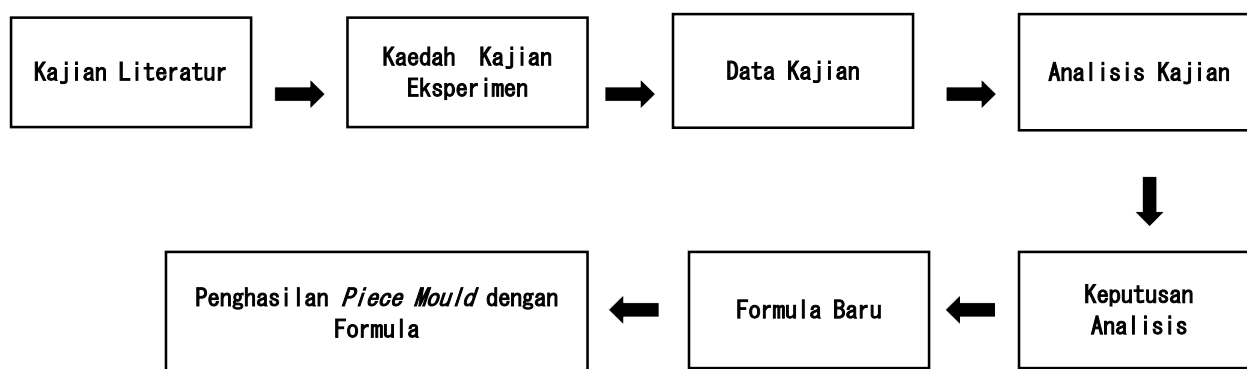 Kajian Literatur
Kaedah Kajian
Eksperimen
Data Kajian
Analisis Kajian
Keputusan
Analisis
Formula Baru
Penghasilan Piece Mould dengan
Formula